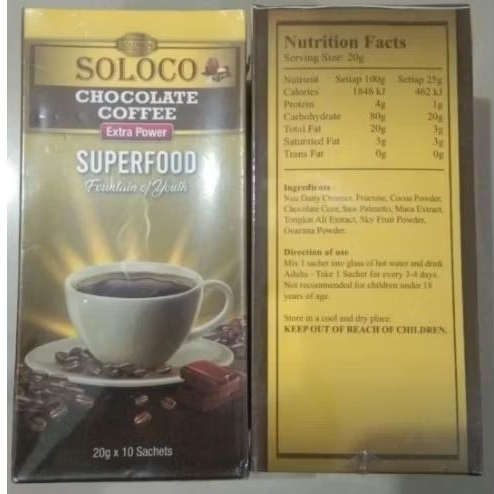 SOLOCO
CHOCOLATE
COFFEE
Extra Power
SUPERFOOD
Fountain of Youth
20g x 10 Sachets
Nutrition Facts
Serving Size: 20g
Nutrient Setiap 100g Setiap 25g
Calories 1848 kJ 462 kJ
Protein 4g 1g
Carbohydrate 80g 20g
Total Fat 20g 3g
Saturated Fat 3g 3g
Trans Fat 0g 0g
Ingredients
Non Dairy Creamer, Fructose, Cocoa Powder,
Chocolate Coin, Saw Palmetto, Maca Extract,
Tongkat Ali Extract, Sky Fruit Powder,
Guarana Powder.
Direction of use
Mix 1 sachet into glass of hot water and drink
Adults - Take 1 Sachet for every 3-4 days.
Not recommended for children under 18
years of age.
Store in a cool and dry place.
KEEP OUT OF REACH OF CHILDREN.